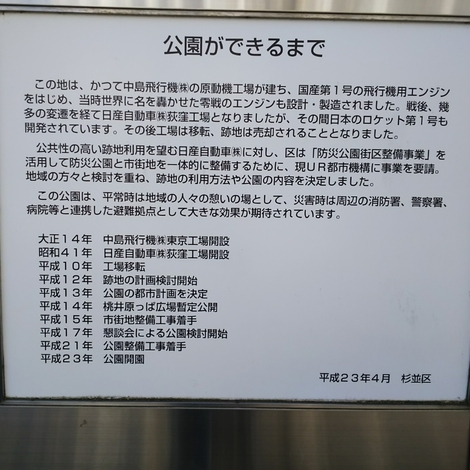 公園ができるまで
この地は、かつて中島飛行機㈱の原動機工場が建ち、国産第1号の飛行機用エンジン
をはじめ、当時世界に名を轟かせた零戦のエンジンも設計・製造されました。戦後、幾
多の変遷を経て日産自動車㈱荻窪工場となりましたが、その間日本のロケット第1号も
開発されています。その後工場は移転、跡地は売却されることとなりました。
公共性の高い跡地利用を望む日産自動車㈱に対し、区は「防災公園街区整備事業」を
活用して防災公園と市街地を一体的に整備するために、現UR都市機構に事業を要請。
地域の方々と検討を重ね、跡地の利用方法や公園の内容を決定しました。
この公園は、平常時は地域の人々の憩いの場として、災害時は周辺の消防署、警察署、
病院等と連携した避難拠点として大きな効果が期待されています。
大正14年 中島飛行機㈱東京工場開設
昭和41年 日産自動車㈱荻窪工場開設
平成10年 工場移転
平成12年 跡地の計画検討開始
平成13年 公園の都市計画を決定
平成14年 桃井原っぱ広場暫定公開
平成15年 市街地整備工事着手
平成17年 懇談会による公園検討開始
平成21年 公園整備工事着手
平成23年 公園開園
平成23年4月 杉並区